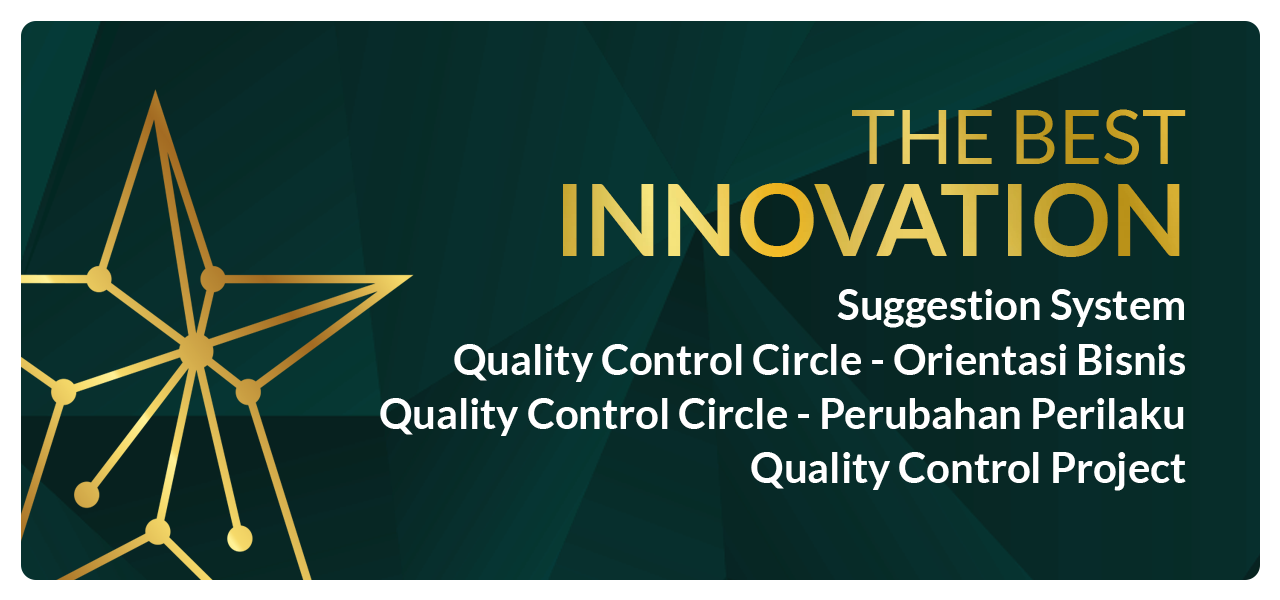 THE BEST
INNOVATION
Suggestion System
Quality Control Circle - Orientasi Bisnis
Quality Control Circle - Perubahan Perilaku
Quality Control Project